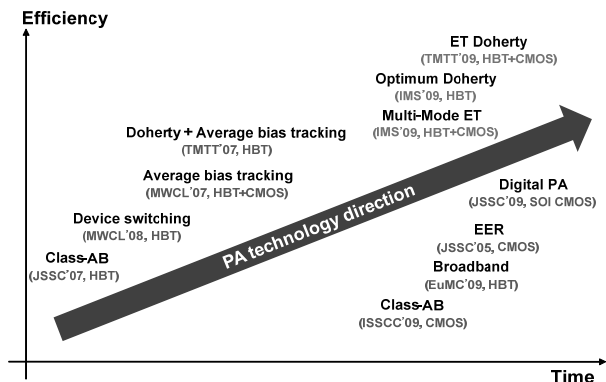 Efficiency
ET Doherty
(TMTT'09, HBT+CMOS)
Optimum Doherty
(IMS'09, HBT)
Multi-Mode ET
(IMS'09, HBT+CMOS)
Doherty + Average bias tracking
(TMTT'07, HBT)
Average bias tracking
(MWCL'07, HBT+CMOS)
Device switching
(MWCL'08, HBT)
Class-AB
(JSSC'07, HBT)
PA technology direction
Digital PA
(JSSC'09, SOI CMOS)
EER
(JSSC'05, CMOS)
Broadband
(EuMC'09, HBT)
Class-AB
(ISSCC'09, CMOS)
Time